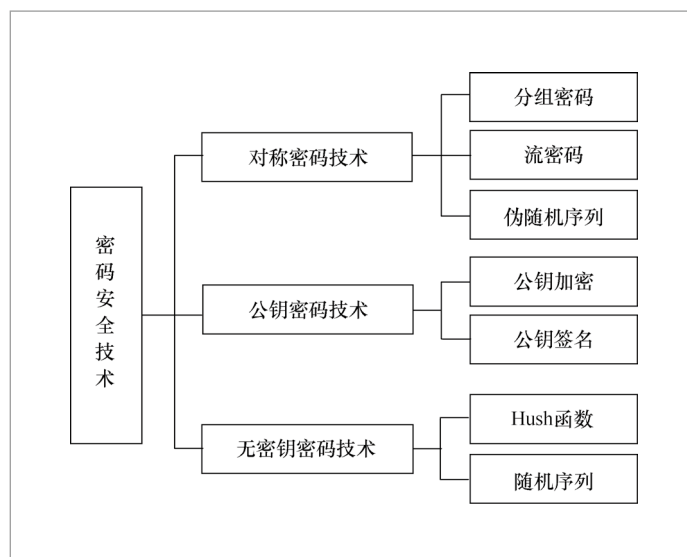 密码安全技术
对称密码技术
分组密码
流密码
伪随机序列
公钥密码技术
公钥加密
公钥签名
无密钥密码技术
Hush函数
随机序列